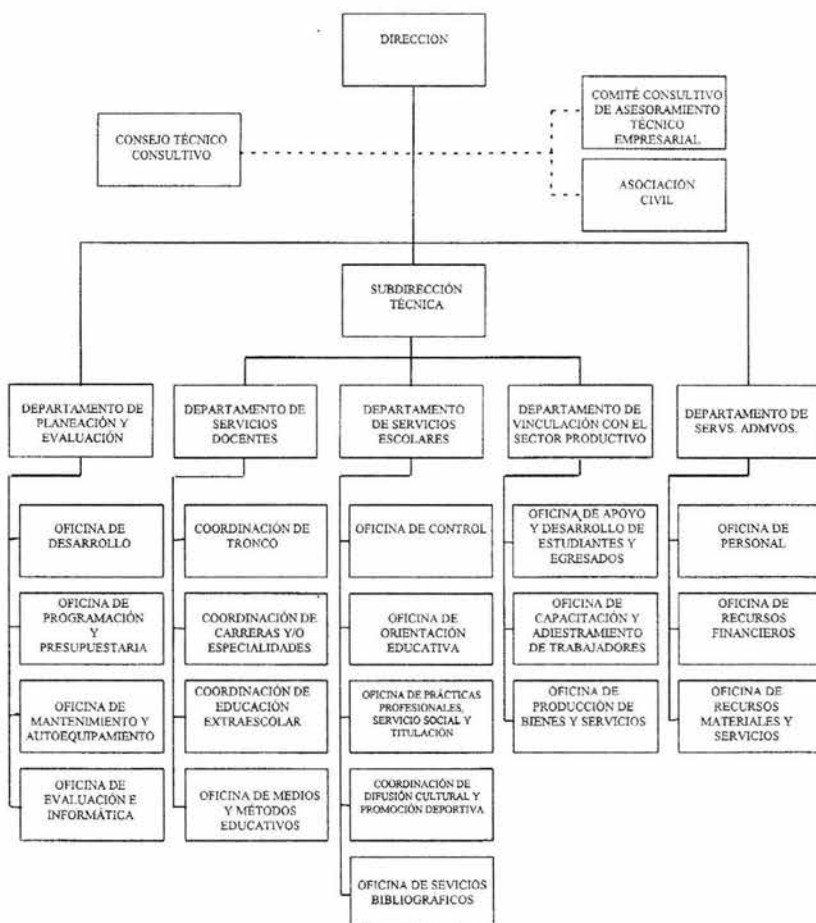 DIRECCION
COMITÉ CONSULTIVO
DE ASESORAMIENTO
TÉCNICO
EMPRESARIAL
CONSEJO TÉCNICO
CONSULTIVO
ASOCIACIÓN
CIVIL
SUBDIRECCIÓN
TÉCNICA
DEPARTAMENTO DE
PLANEACIÓN Y
EVALUACIÓN
DEPARTAMENTO DE
SERVICIOS
DOCENTES
DEPARTAMENTO
DE SERVICIOS
ESCOLARES
DEPARTAMENTO DE
VINCULACIÓN CON EL
SECTOR PRODUCTIVO
DEPARTAMENTO DE
SERVS. ADMVOS.
OFICINA DE
DESARROLLO
COORDINACIÓN DE
TRONCO
OFICINA DE CONTROL
OFICINA DE APOYO
Y DESARROLLO DE
ESTUDIANTES Y
EGRESADOS
OFICINA DE
PERSONAL
OFICINA DE
PROGRAMACIÓN
Y
PRESUPUESTARIA
COORDINACIÓN DE
CARRERAS Y/O
ESPECIALIDADES
OFICINA DE
ORIENTACIÓN
EDUCATIVA
OFICINA DE
CAPACITACIÓN Y
ADIESTRAMIENTO
DE TRABAJADORES
OFICINA DE
RECURSOS
FINANCIEROS
OFICINA DE
MANTENIMIENTO Y
AUTOEQUIPAMIENTO
COORDINACIÓN DE
EDUCACIÓN
EXTRAESCOLAR
OFICINA DE PRÁCTICAS
PROFESIONALES,
SERVICIO SOCIAL Y
TITULACIÓN
OFICINA DE
PRODUCCIÓN DE
BIENES Y SERVICIOS
OFICINA DE
RECURSOS
MATERIALES Y
SERVICIOS
OFICINA DE
EVALUACIÓN E
INFORMÁTICA
OFICINA DE MEDIOS
Y MÉTODOS
EDUCATIVOS
COORDINACIÓN DE
DIFUSIÓN CULTURAL Y
PROMOCIÓN DEPORTIVA
OFICINA DE SEVICIOS
BIBLIOGRÁFICOS